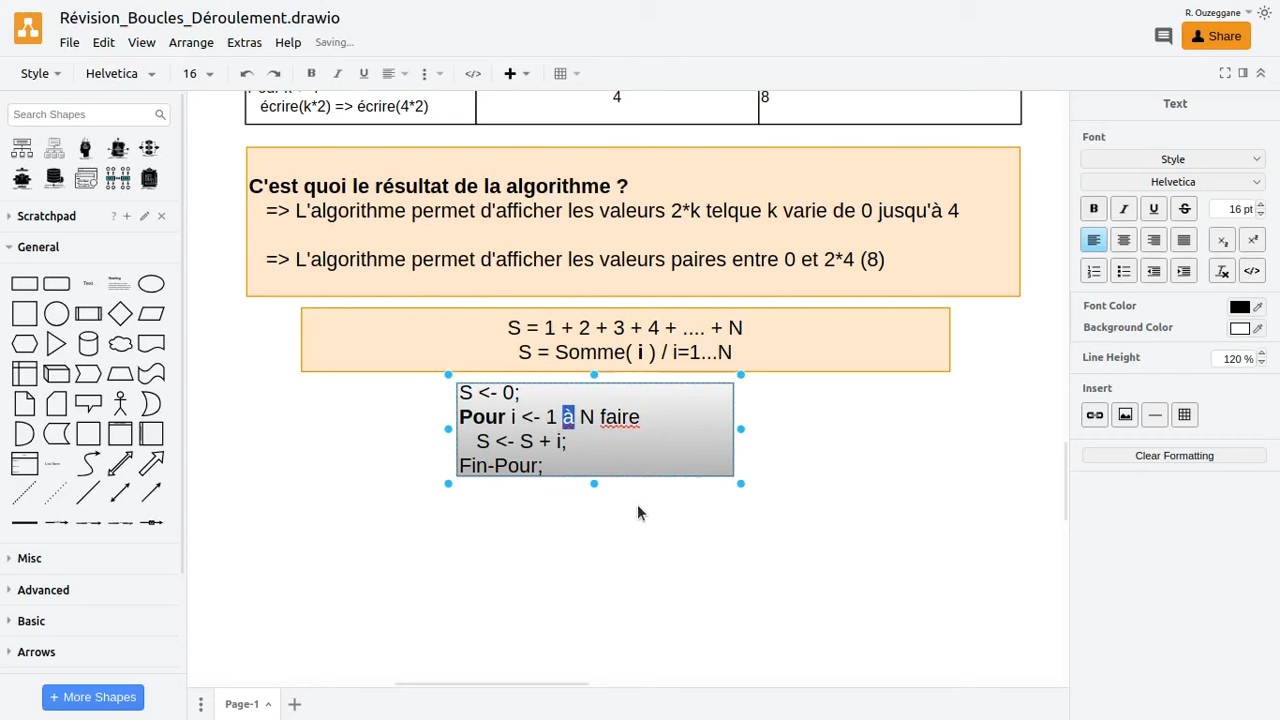 Révision_Boucles_Déroulement.drawio
R. Ouzeggane
File Edit View Arrange Extras Help Saving...
Share
Style Helvetica 16 B I U </>
Search Shapes
Scratchpad ? + ×
General
Text
Heading
List Item
Misc
Advanced
Basic
Arrows
+ More Shapes
écrire(k*2) => écrire(4*2) 4 8
C'est quoi le résultat de la algorithme ?
=> L'algorithme permet d'afficher les valeurs 2*k telque k varie de 0 jusqu'à 4
=> L'algorithme permet d'afficher les valeurs paires entre 0 et 2*4 (8)
S = 1 + 2 + 3 + 4 + .... + N
S = Somme( i ) / i=1...N
S <- 0;
Pour i <- 1 à N faire
S <- S + i;
Fin-Pour;
Page-1
Text
Font
Style
Helvetica
B I U S 16 pt
Font Color
Background Color
Line Height 120 %
Insert
Clear Formatting